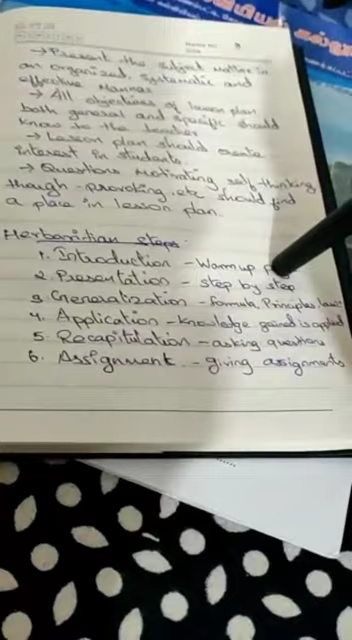 → Present the subject matter in
an organized, systematic and
effective manner
→ All objectives of lesson plan
both general and specific should
know to the teacher
→ Lesson plan should create
interest in students.
→ Questions motivating self-thinking
though-provoking, etc should find
a place in lesson plan.
Herbartian steps.
1. Introduction - Warm up
2. Presentation - step by step
3 Generalization - formula, Principles, laws
4. Application - knowledge gained is applied
5. Recapitulation - asking questions
6. Assignment - giving assignments